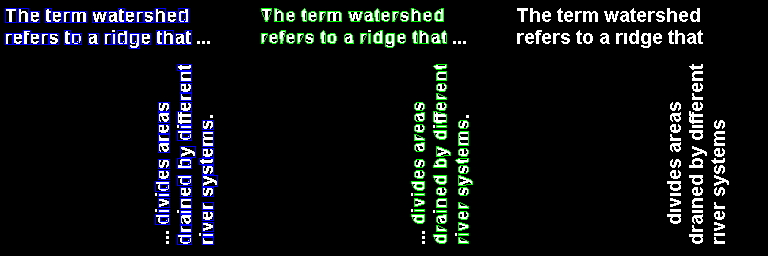 The term watershed
refers to a ridge that ...
... divides areas
drained by different
river systems.
The term watershed
refers to a ridge that ...
... divides areas
drained by different
river systems.
The term watershed
refers to a ridge that
divides areas
drained by different
river systems